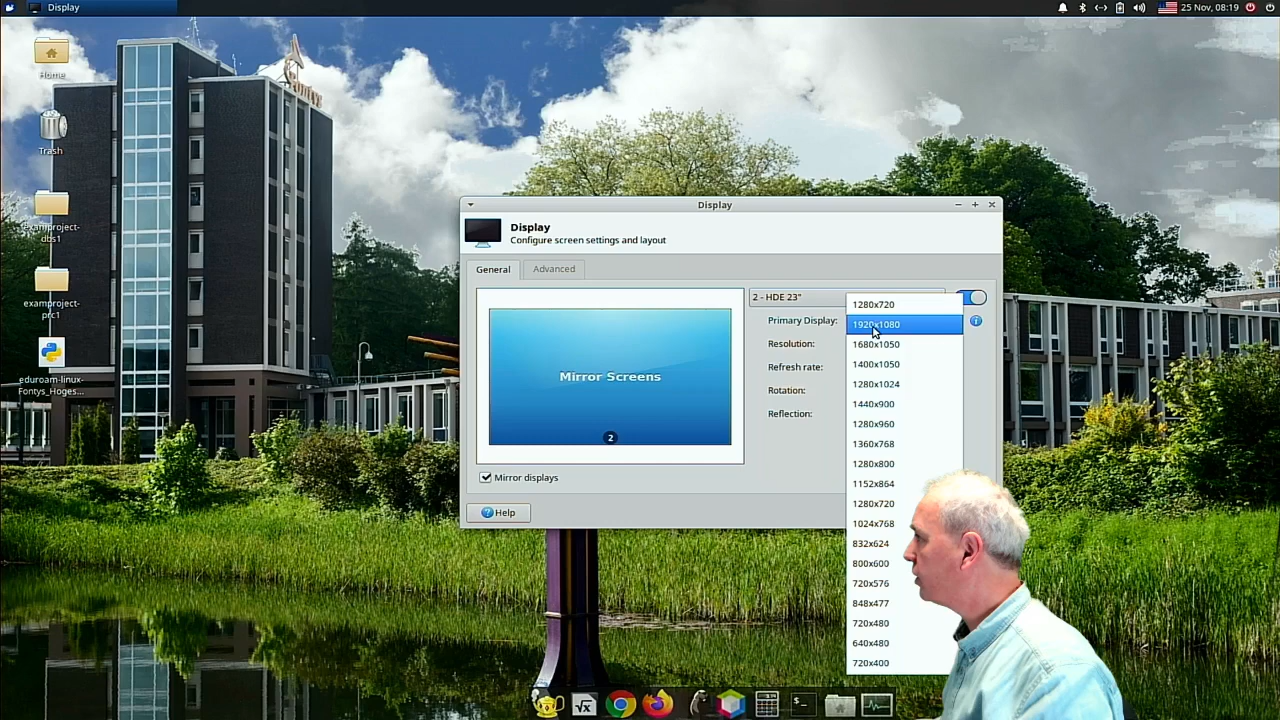 Display
25 Nov, 08:19
Home
Fontys
Trash
examproject-
dbs1
examproject-
prc1
eduroam-linux-
Fontys_Hoges...
Display
Display
Configure screen settings and layout
General
Advanced
2 - HDE 23"
Primary Display:
Resolution:
Refresh rate:
Rotation:
Reflection:
Mirror Screens
2
Mirror displays
Help
1280x720
1920x1080
1680x1050
1400x1050
1280x1024
1440x900
1280x960
1360x768
1280x800
1152x864
1280x720
1024x768
832x624
800x600
720x576
848x477
720x480
640x480
720x400